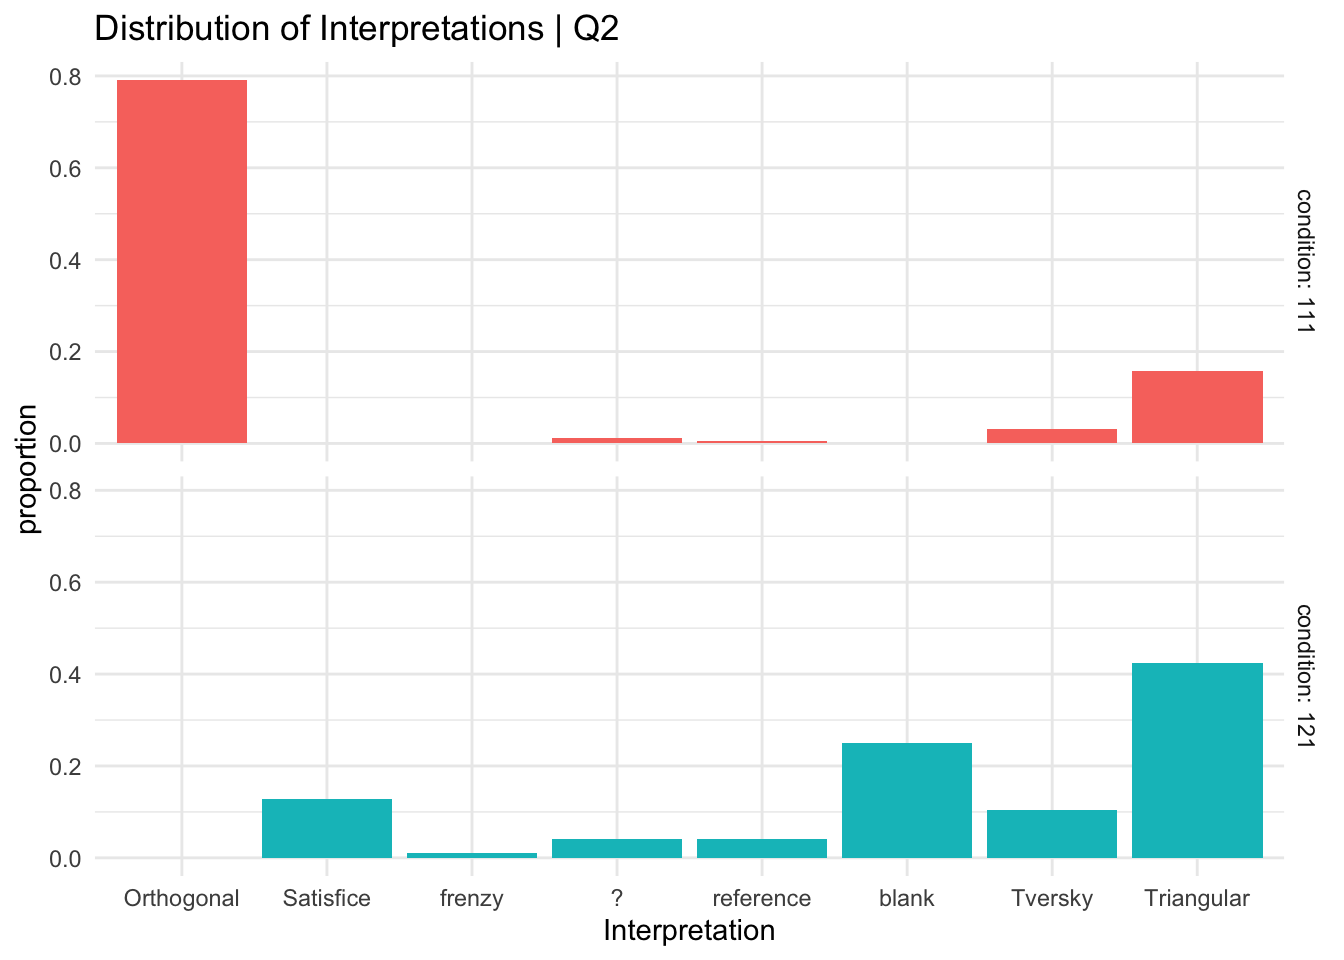 Distribution of Interpretations | Q2
proportion
0.8
0.6
0.4
0.2
0.0
condition: 111
0.8
0.6
0.4
0.2
0.0
condition: 121
Orthogonal Satisfice frenzy ? reference blank Tversky Triangular
Interpretation